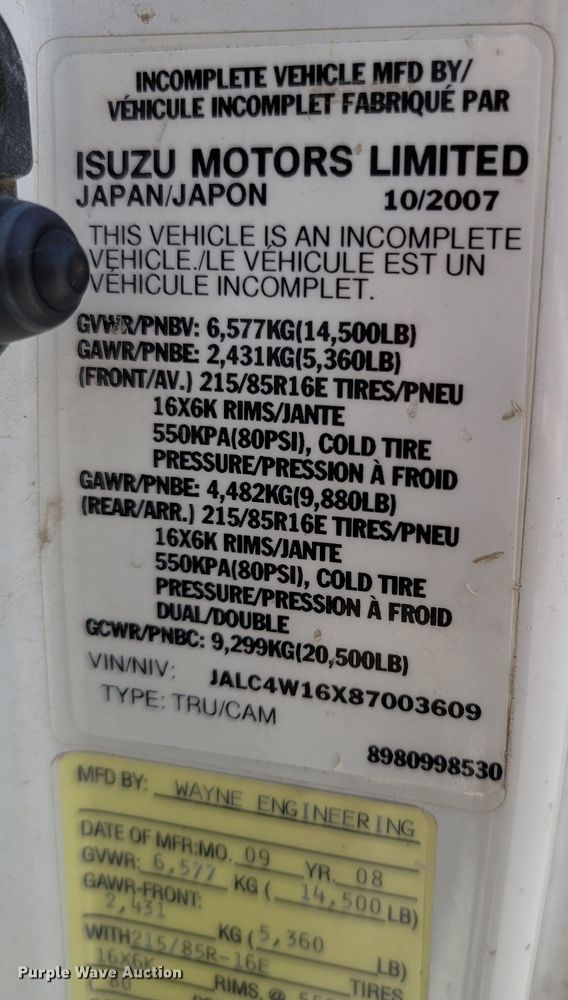 INCOMPLETE VEHICLE MFD BY/
VÉHICULE INCOMPLET FABRIQUÉ PAR
ISUZU MOTORS LIMITED
JAPAN/JAPON 10/2007
THIS VEHICLE IS AN INCOMPLETE
VEHICLE./LE VÉHICULE EST UN
VÉHICULE INCOMPLET.
GVWR/PNBV: 6,577KG(14,500LB)
GAWR/PNBE: 2,431KG(5,360LB)
(FRONT/AV.) 215/85R16E TIRES/PNEU
16X6K RIMS/JANTE
550KPA(80PSI), COLD TIRE
PRESSURE/PRESSION À FROID
GAWR/PNBE: 4,482KG(9,880LB)
(REAR/ARR.) 215/85R16E TIRES/PNEU
16X6K RIMS/JANTE
550KPA(80PSI), COLD TIRE
PRESSURE/PRESSION À FROID
DUAL/DOUBLE
GCWR/PNBC: 9,299KG(20,500LB)
VIN/NIV: JALC4W16X87003609
TYPE: TRU/CAM
8980998530
MFD BY: WAYNE ENGINEERING
DATE OF MFR:MO. 09 YR. 08
GVWR: 6,577 KG ( 14,500 LB)
GAWR-FRONT:
2,431 KG ( 5,360 LB)
WITH 215/85R-16E TIRES
16X6K RIMS, @
80
Purple Wave Auction